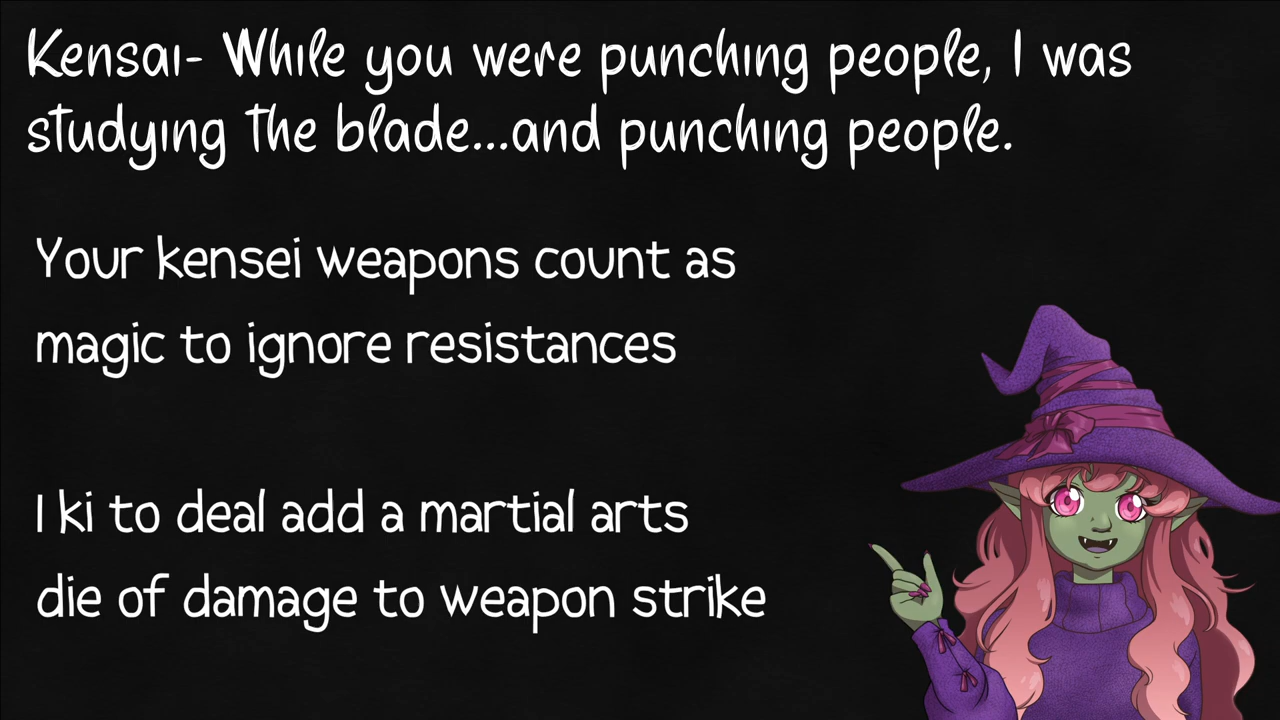 Kensai- While you were punching people, I was
studying the blade...and punching people.
Your kensei weapons count as
magic to ignore resistances
1 ki to deal add a martial arts
die of damage to weapon strike